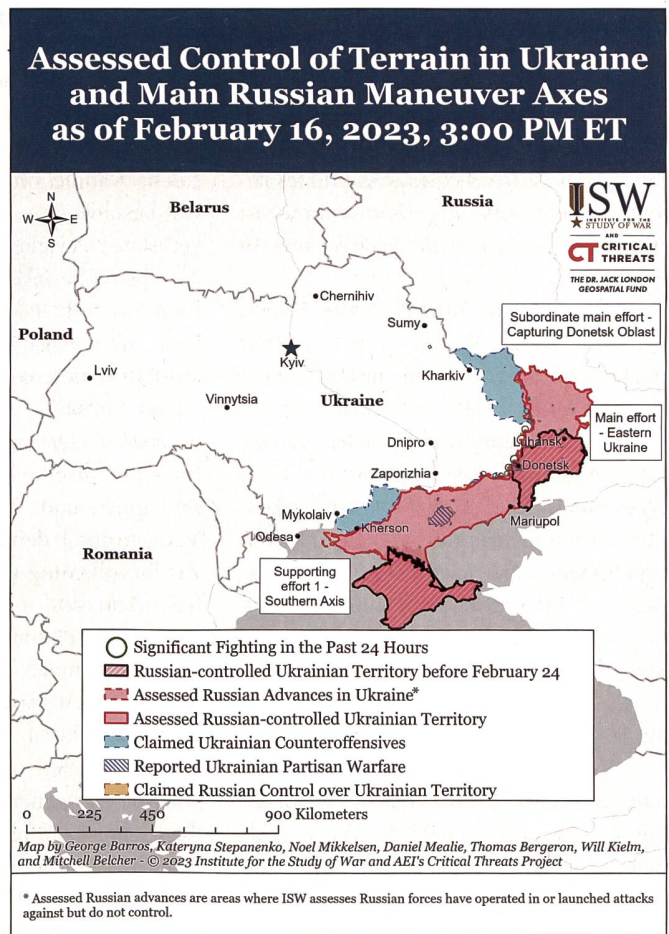 Assessed Control of Terrain in Ukraine
and Main Russian Maneuver Axes
as of February 16, 2023, 3:00 PM ET
N
W E
S
Belarus
Russia
ISW
INSTITUTE FOR THE
STUDY OF WAR
AND
CT CRITICAL
THREATS
THE DR. JACK LONDON
GEOSPATIAL FUND
Chernihiv
Subordinate main effort -
Capturing Donetsk Oblast
Sumy
Poland
Kyiv
Lviv
Kharkiv
Vinnytsia
Ukraine
Main effort
- Eastern
Ukraine
Dnipro
Luhansk
Donetsk
Zaporizhia
Mykolaiv
Mariupol
Kherson
Odesa
Romania
Supporting
effort 1 -
Southern Axis
Significant Fighting in the Past 24 Hours
Russian-controlled Ukrainian Territory before February 24
Assessed Russian Advances in Ukraine*
Assessed Russian-controlled Ukrainian Territory
Claimed Ukrainian Counteroffensives
Reported Ukrainian Partisan Warfare
Claimed Russian Control over Ukrainian Territory
0 225 450 900 Kilometers
Map by George Barros, Kateryna Stepanenko, Noel Mikkelsen, Daniel Mealie, Thomas Bergeron, Will Kielm,
and Mitchell Belcher - © 2023 Institute for the Study of War and AEI's Critical Threats Project
* Assessed Russian advances are areas where ISW assesses Russian forces have operated in or launched attacks
against but do not control.